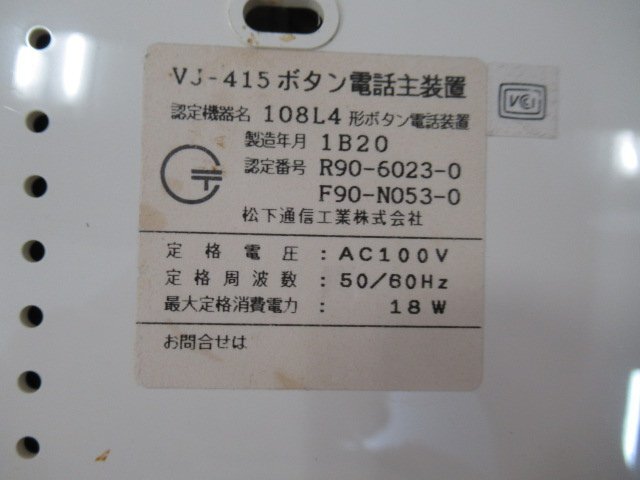 VJ-415 ボタン電話主装置
認定機器名 108L4 形ボタン電話装置
製造年月 1B20
認定番号 R90-6023-0
F90-N053-0
松下通信工業株式会社
定格電圧 : AC100V
定格周波数 : 50/60Hz
最大定格消費電力 : 18W
お問合せは
VCI